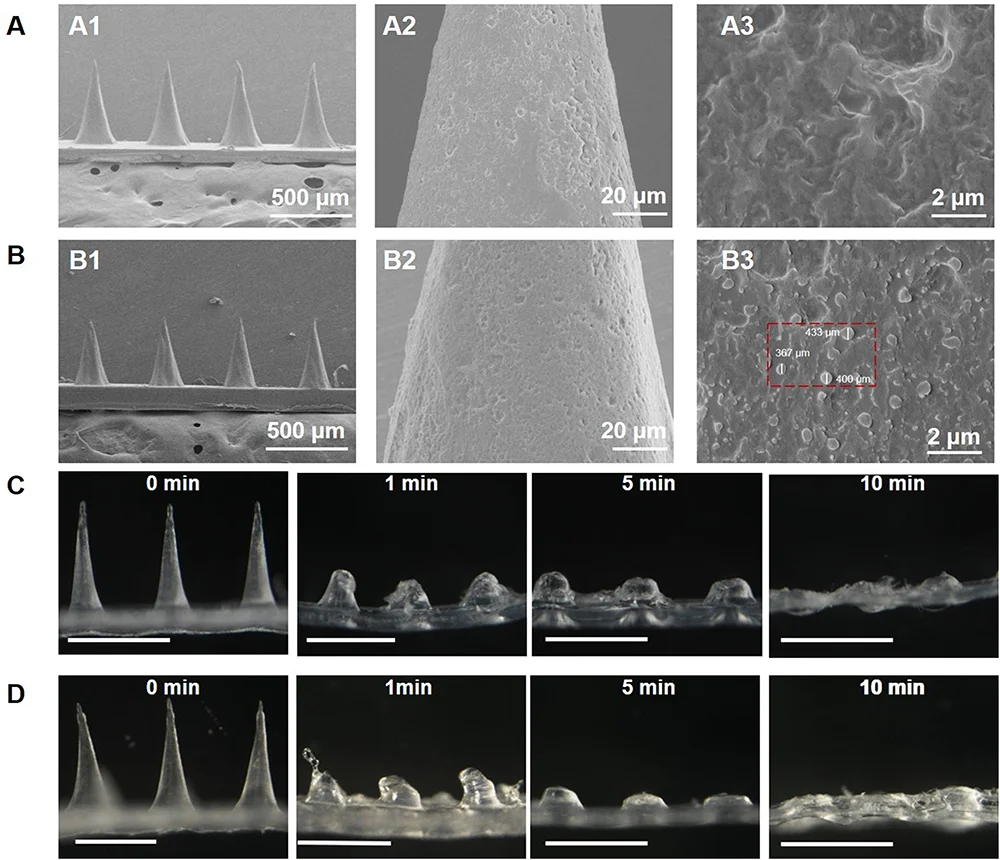 A
A1
A2
A3
500 µm
20 µm
2 µm
B
B1
B2
B3
433 µm
367 µm
400 µm
500 µm
20 µm
2 µm
C
0 min
1 min
5 min
10 min
D
0 min
1min
5 min
10 min